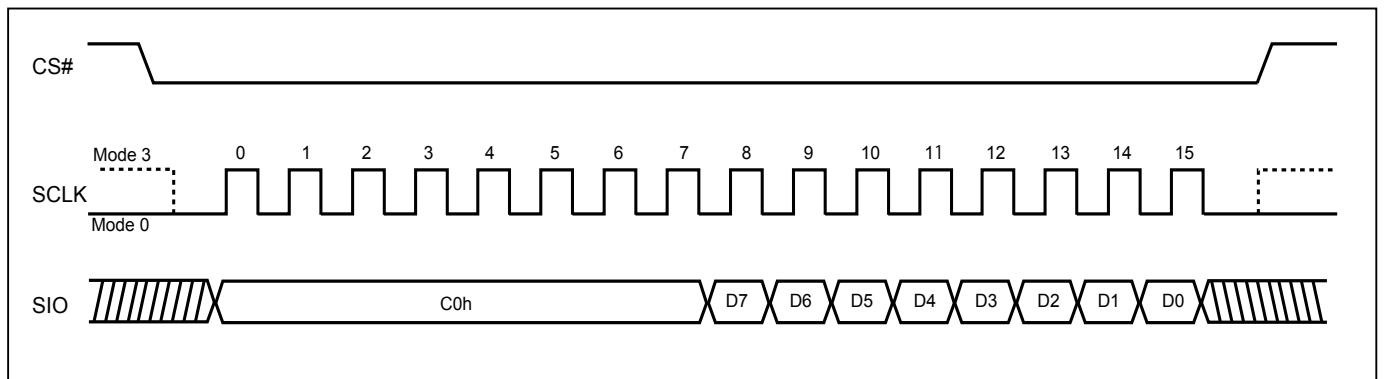 CS#
Mode 3
0 1 2 3 4 5 6 7 8 9 10 11 12 13 14 15
SCLK
Mode 0
SIO
C0h D7 D6 D5 D4 D3 D2 D1 D0